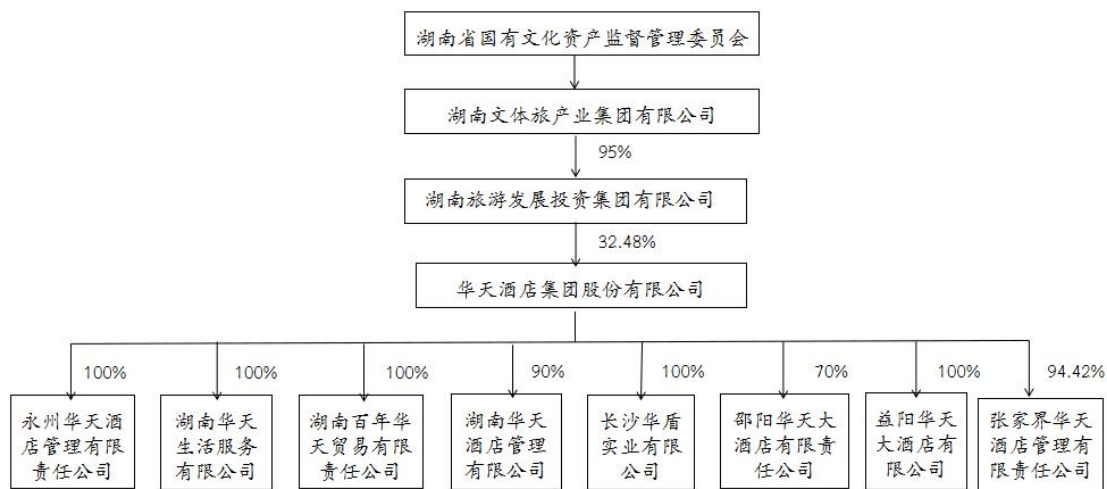 湖南省国有文化资产监督管理委员会
湖南文体旅产业集团有限公司
95%
湖南旅游发展投资集团有限公司
32.48%
华天酒店集团股份有限公司
100%
100%
100%
90%
100%
70%
100%
94.42%
永州华天酒
店管理有限
责任公司
湖南华天
生活服务
有限公司
湖南百年华
天贸易有限
责任公司
湖南华天
酒店管理
有限公司
长沙华盾
实业有限
公司
邵阳华天大
酒店有限责
任公司
益阳华天
大酒店有
限公司
张家界华天
酒店管理有
限责任公司